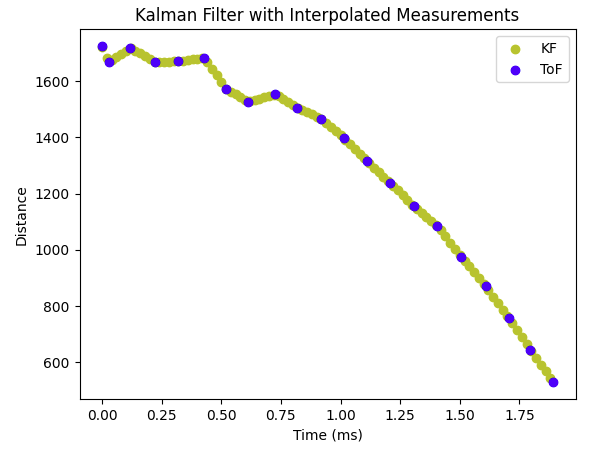 Kalman Filter with Interpolated Measurements
KF
ToF
1600
1400
1200
1000
800
600
Distance
0.00 0.25 0.50 0.75 1.00 1.25 1.50 1.75
Time (ms)